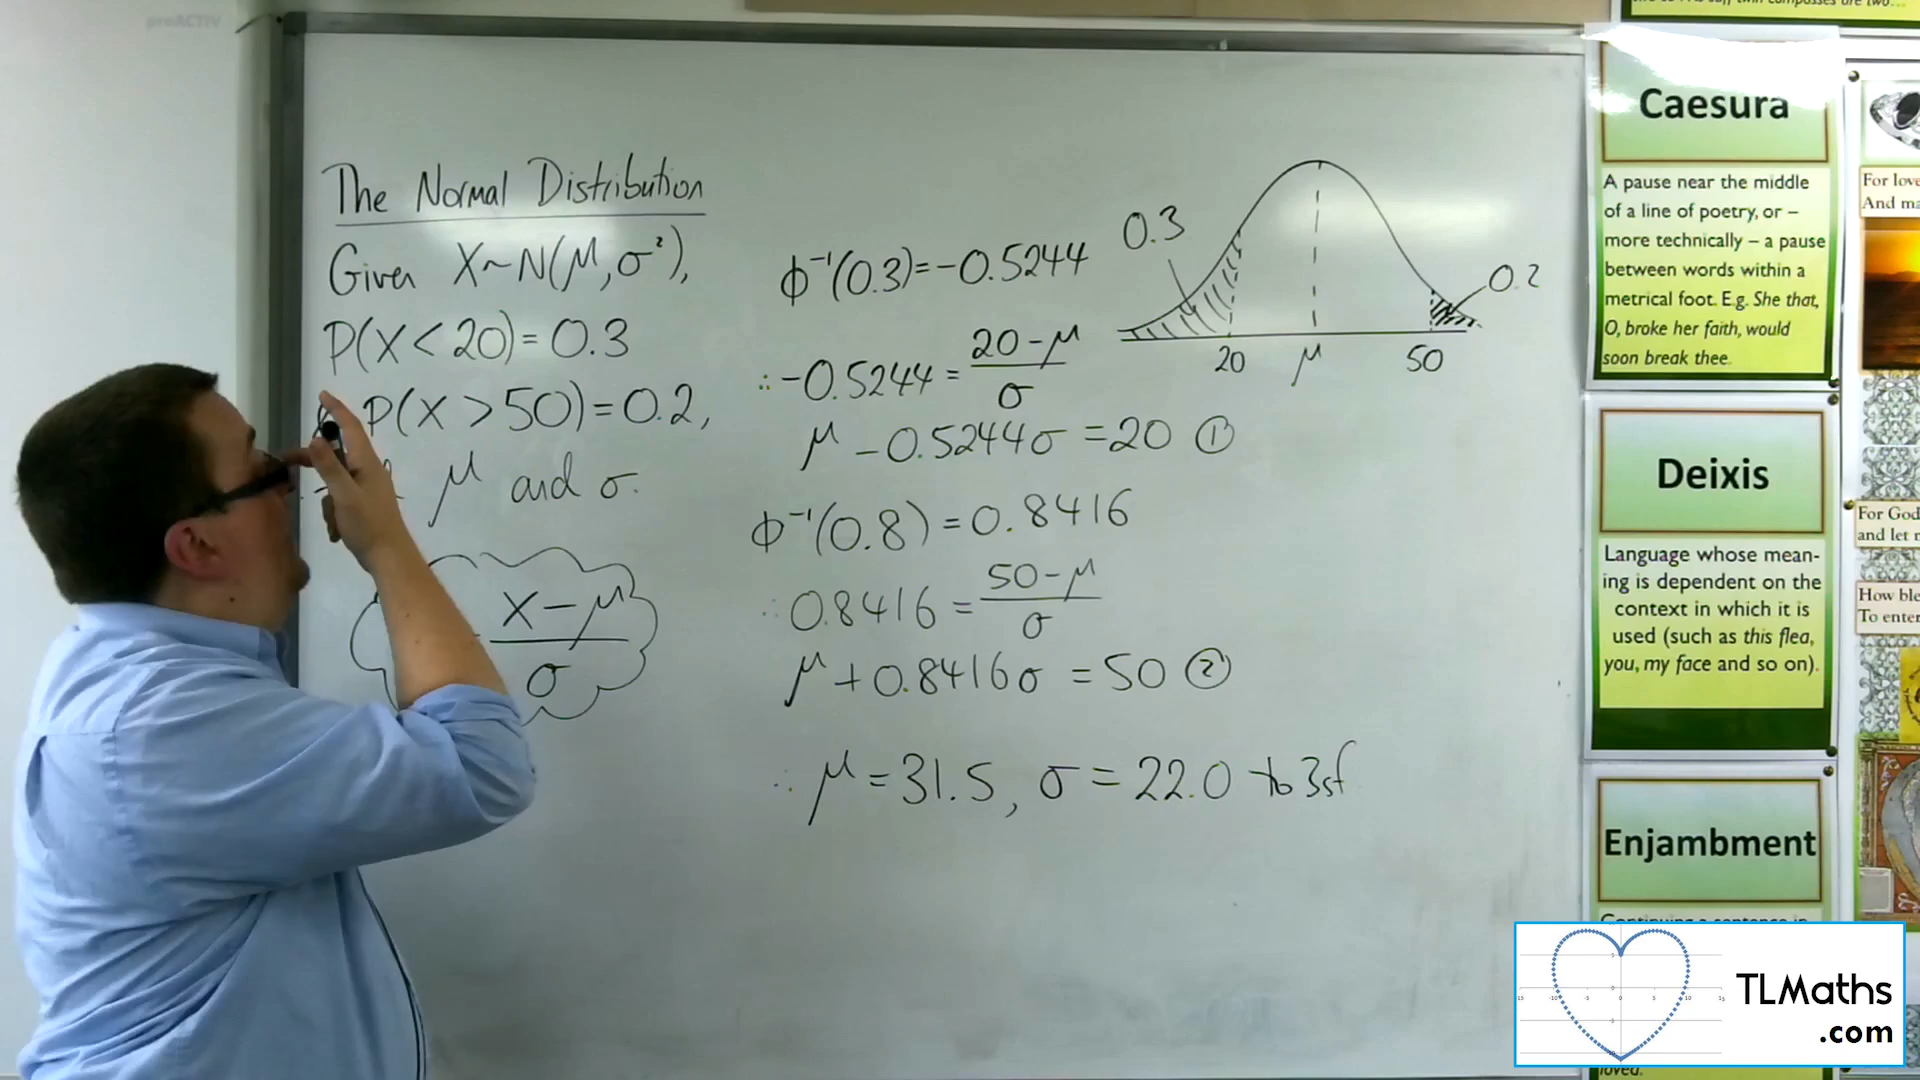 preACTIV
The Normal Distribution
Given X~N(μ,σ²),
P(X<20)=0.3
P(X>50)=0.2,
μ and σ.
X-μ
σ
Φ⁻¹(0.3)=-0.5244
∴ -0.5244 = 20-μ
σ
μ-0.5244σ=20 ①
Φ⁻¹(0.8)=0.8416
∴ 0.8416 = 50-μ
σ
μ+0.8416σ=50 ②
∴ μ=31.5, σ=22.0 to 3sf
0.3
0.2
20 μ 50
Caesura
A pause near the middle
of a line of poetry, or –
more technically – a pause
between words within a
metrical foot. E.g. She that,
O, broke her faith, would
soon break thee.
Deixis
Language whose mean-
ing is dependent on the
context in which it is
used (such as this flea,
you, my face and so on).
Enjambment
For love
And ma
For God
and let
How ble
To enter
TLMaths
.com
loved.